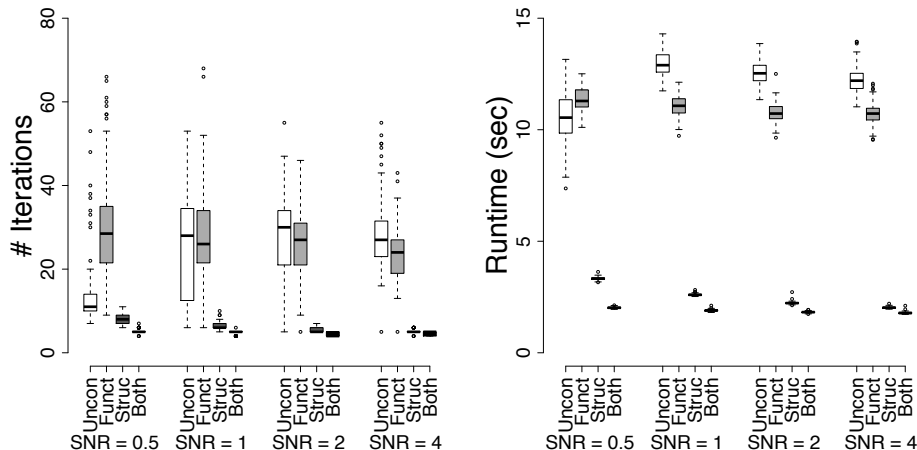 # Iterations
80
60
40
20
0
Uncon Funct Struc Both Uncon Funct Struc Both Uncon Funct Struc Both Uncon Funct Struc Both
SNR = 0.5 SNR = 1 SNR = 2 SNR = 4
Runtime (sec)
15
10
5
0
Uncon Funct Struc Both Uncon Funct Struc Both Uncon Funct Struc Both Uncon Funct Struc Both
SNR = 0.5 SNR = 1 SNR = 2 SNR = 4